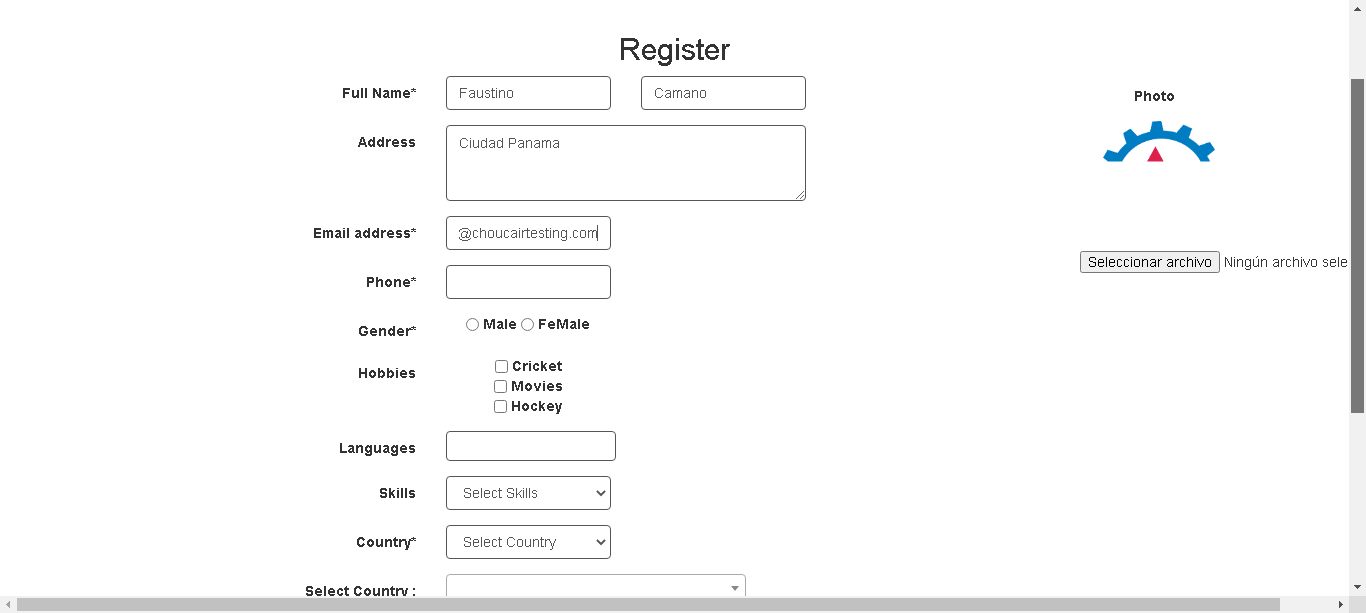 Register
Full Name* Faustino Camano
Photo
Address Ciudad Panama
Email address* @choucairtesting.com
Seleccionar archivo Ningún archivo sele
Phone*
Gender* Male FeMale
Hobbies Cricket
Movies
Hockey
Languages
Skills Select Skills
Country* Select Country
Select Country :